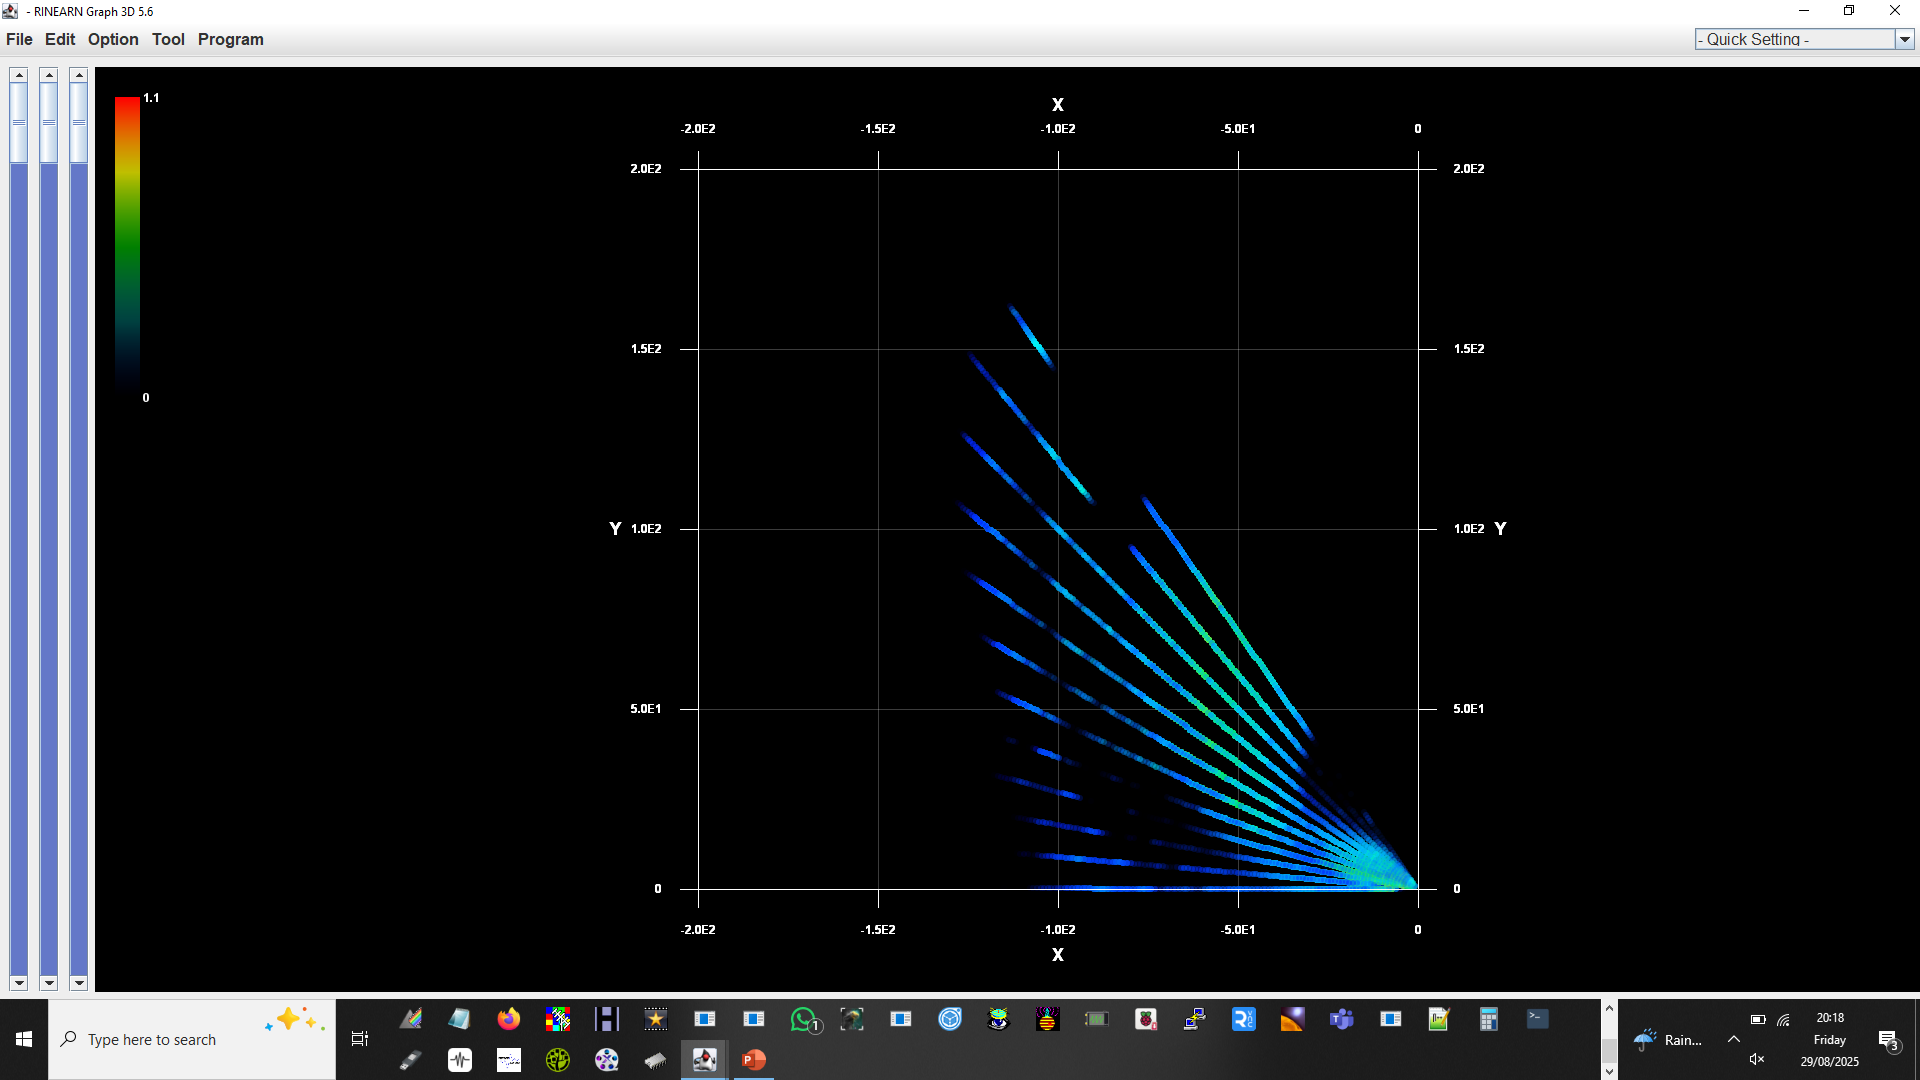 - RINEARN Graph 3D 5.6
File Edit Option Tool Program
- Quick Setting -
1.1
0
X
-2.0E2 -1.5E2 -1.0E2 -5.0E1 0
2.0E2 2.0E2
1.5E2 1.5E2
Y 1.0E2 1.0E2 Y
5.0E1 5.0E1
0 0
-2.0E2 -1.5E2 -1.0E2 -5.0E1 0
X
Type here to search
1
P
Rain...
20:18
Friday
29/08/2025
3